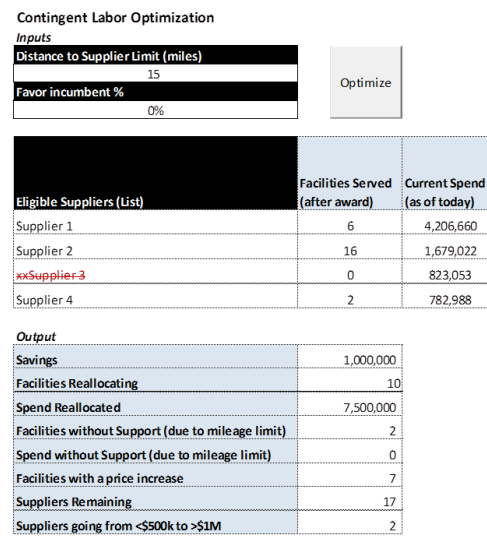 Contingent Labor Optimization
Inputs
Distance to Supplier Limit (miles)
15
Favor incumbent %
0%
Optimize
Eligible Suppliers (List) Facilities Served (after award) Current Spend (as of today)
Supplier 1 6 4,206,660
Supplier 2 16 1,679,022
xxSupplier 3 0 823,053
Supplier 4 2 782,988
Output
Savings 1,000,000
Facilities Reallocating 10
Spend Reallocated 7,500,000
Facilities without Support (due to mileage limit) 2
Spend without Support (due to mileage limit) 0
Facilities with a price increase 7
Suppliers Remaining 17
Suppliers going from <$500k to >$1M 2